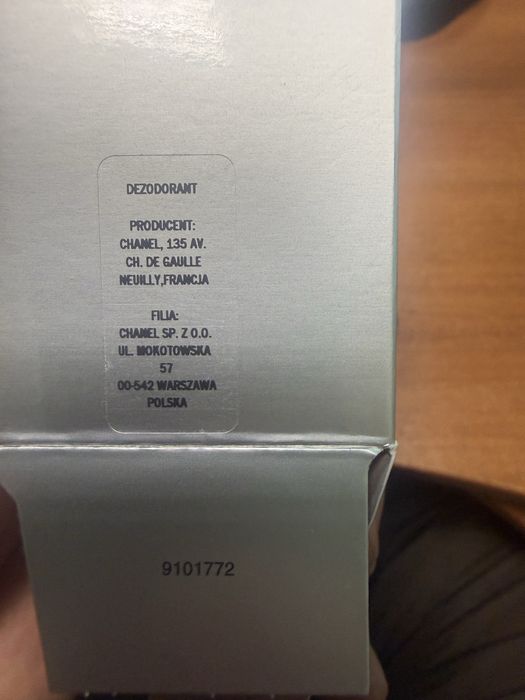 DEZODORANT
PRODUCENT:
CHANEL, 135 AV.
CH. DE GAULLE
NEUILLY,FRANCJA
FILIA:
CHANEL SP. Z O.O.
UL. MOKOTOWSKA
57
00-542 WARSZAWA
POLSKA
9101772